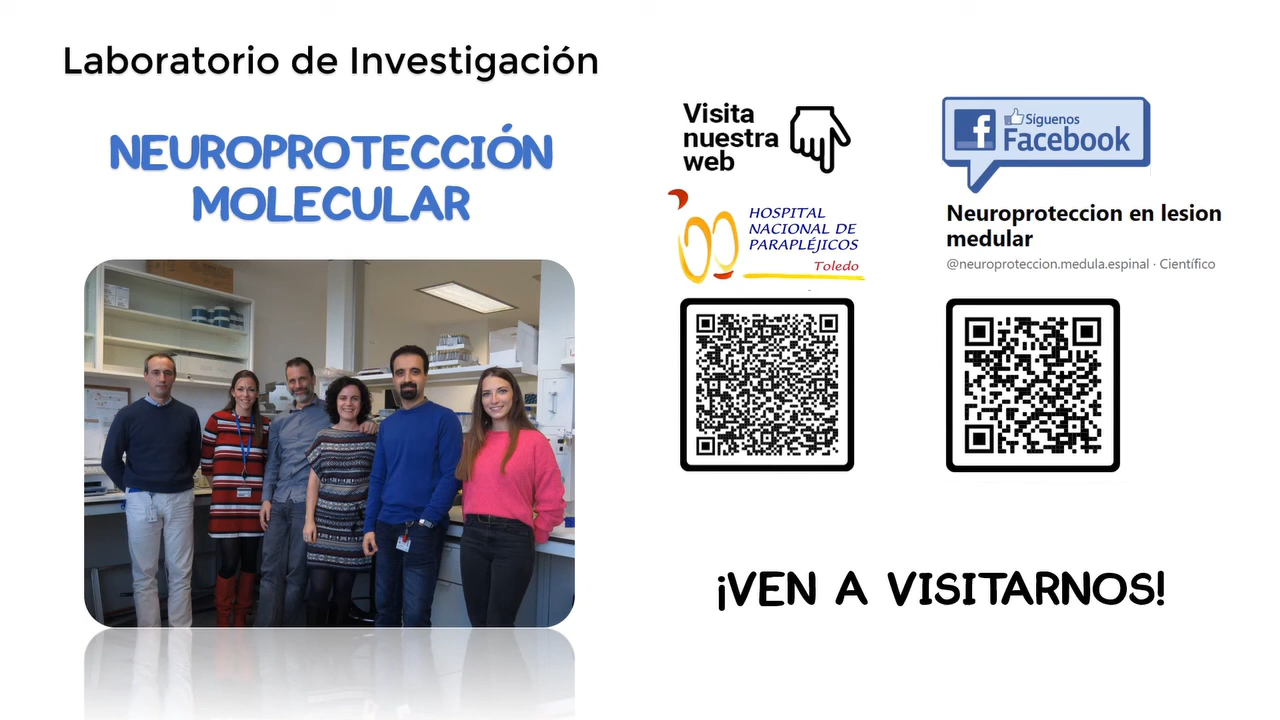 Laboratorio de Investigación
NEUROPROTECCIÓN
MOLECULAR
Visita
nuestra
web
HOSPITAL
NACIONAL DE
PARAPLÉJICOS
Toledo
Síguenos
Facebook
Neuroproteccion en lesion
medular
@neuroproteccion.medula.espinal · Científico
¡VEN A VISITARNOS!